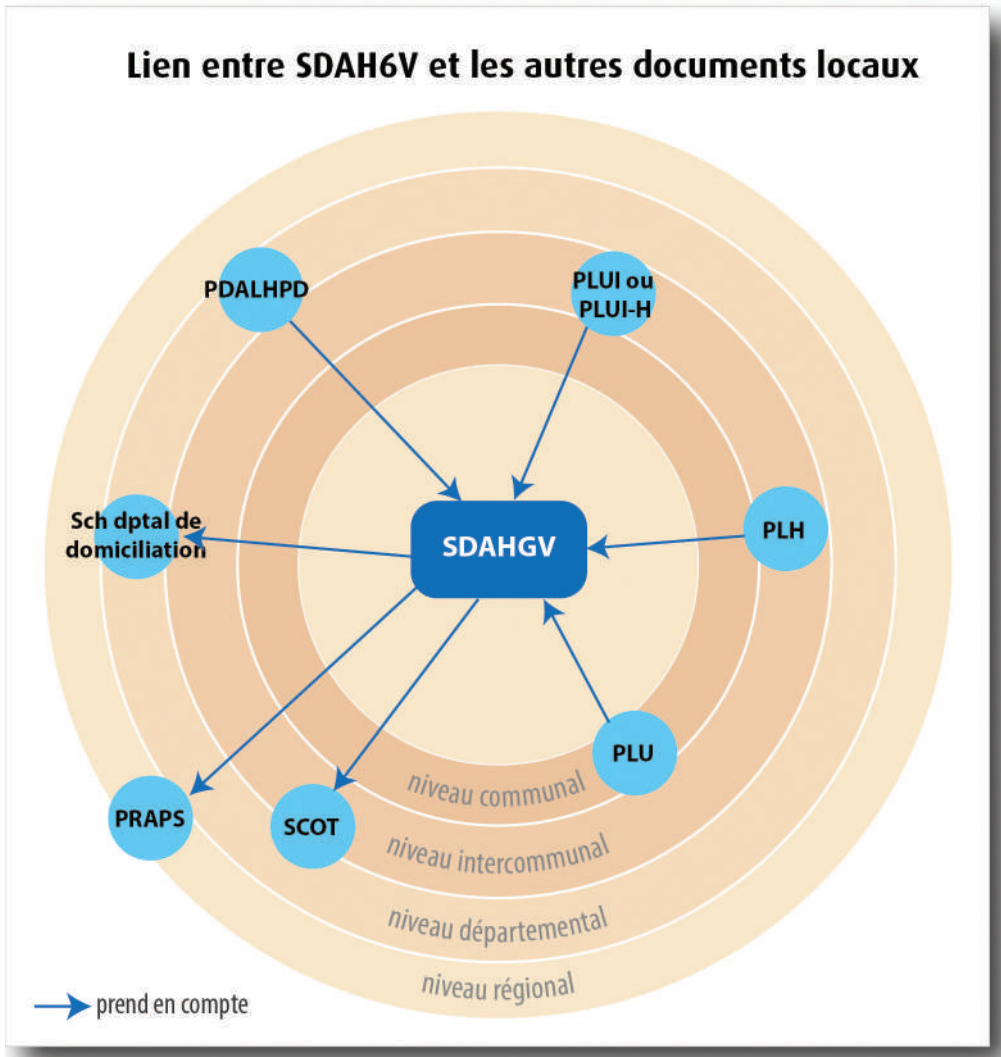 Lien entre SDAH6V et les autres documents locaux
PDALHPD
PLUI ou
PLUI-H
Sch dptal de
domiciliation
SDAHGV
PLH
PLU
PRAPS
SCOT
niveau communal
niveau intercommunal
niveau départemental
niveau régional
prend en compte